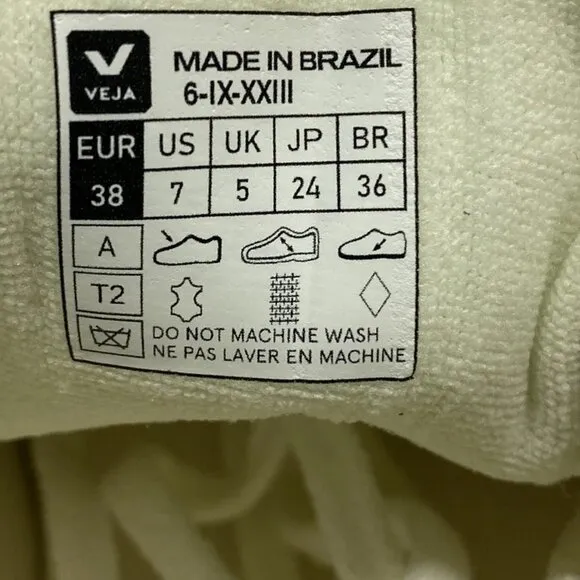 VEJA
MADE IN BRAZIL
6-IX-XXIII
EUR US UK JP BR
38 7 5 24 36
A
T2
DO NOT MACHINE WASH
NE PAS LAVER EN MACHINE